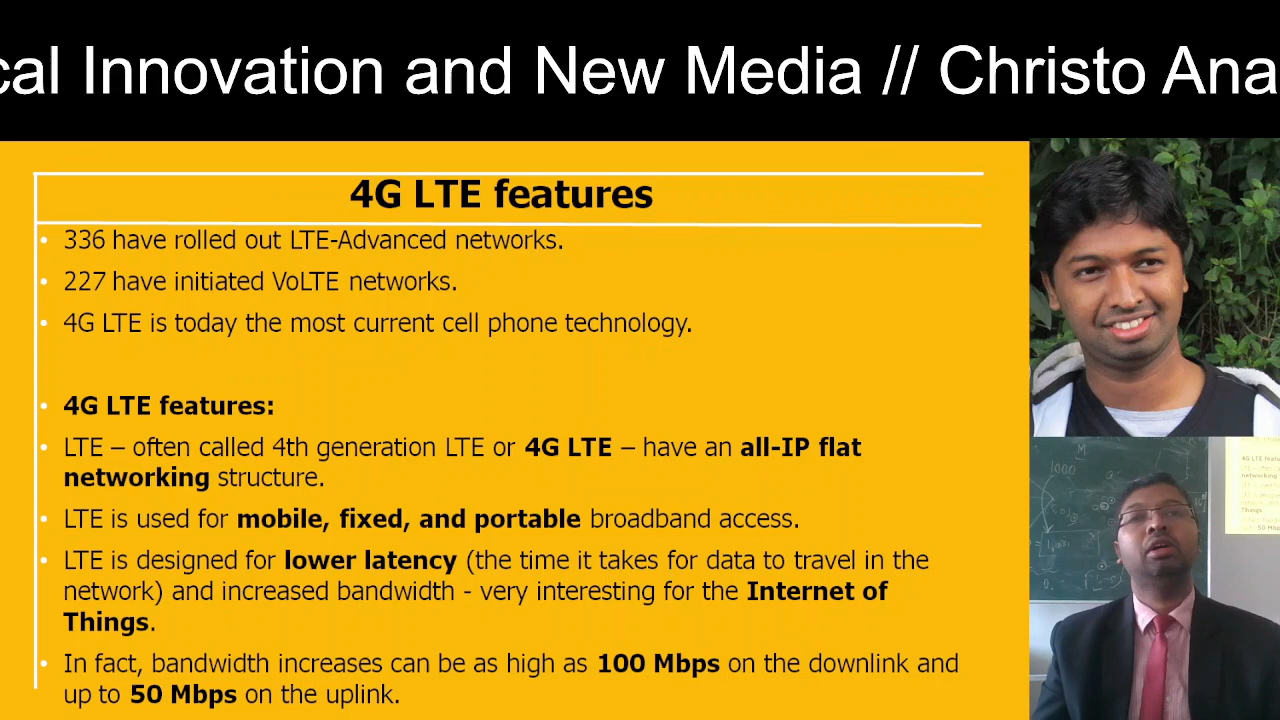 cal Innovation and New Media // Christo Ana
4G LTE features
• 336 have rolled out LTE-Advanced networks.
• 227 have initiated VoLTE networks.
• 4G LTE is today the most current cell phone technology.
• 4G LTE features:
• LTE – often called 4th generation LTE or 4G LTE – have an all-IP flat
networking structure.
• LTE is used for mobile, fixed, and portable broadband access.
• LTE is designed for lower latency (the time it takes for data to travel in the
network) and increased bandwidth - very interesting for the Internet of
Things.
• In fact, bandwidth increases can be as high as 100 Mbps on the downlink and
up to 50 Mbps on the uplink.
M
1000